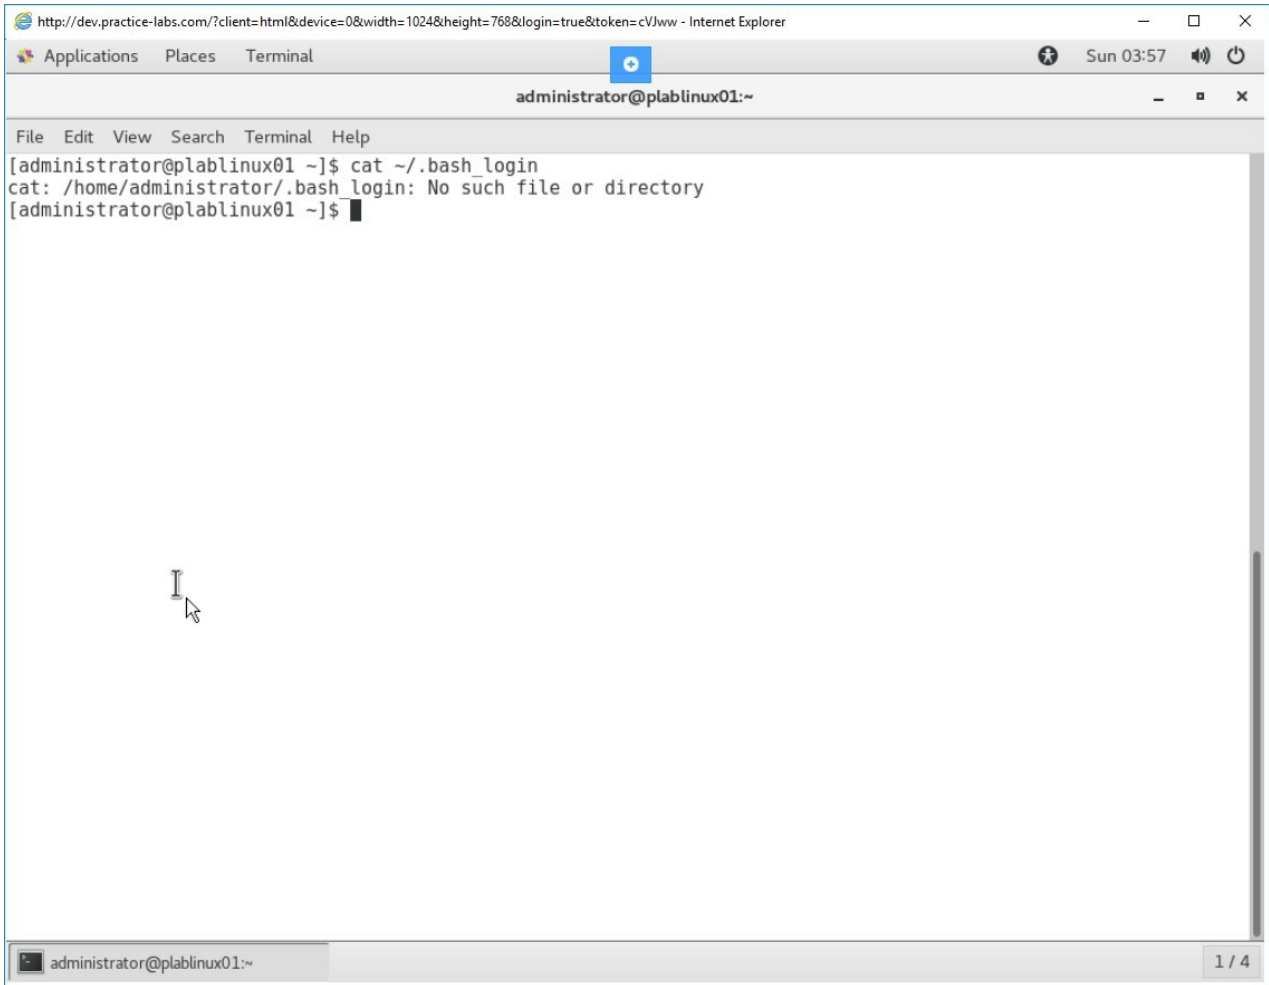 http://dev.practice-labs.com/?client=html&device=0&width=1024&height=768&login=true&token=cVJww - Internet Explorer
Applications Places Terminal Sun 03:57
administrator@plablinux01:~
File Edit View Search Terminal Help
[administrator@plablinux01 ~]$ cat ~/.bash_login
cat: /home/administrator/.bash_login: No such file or directory
[administrator@plablinux01 ~]$
administrator@plablinux01:~ 1 / 4